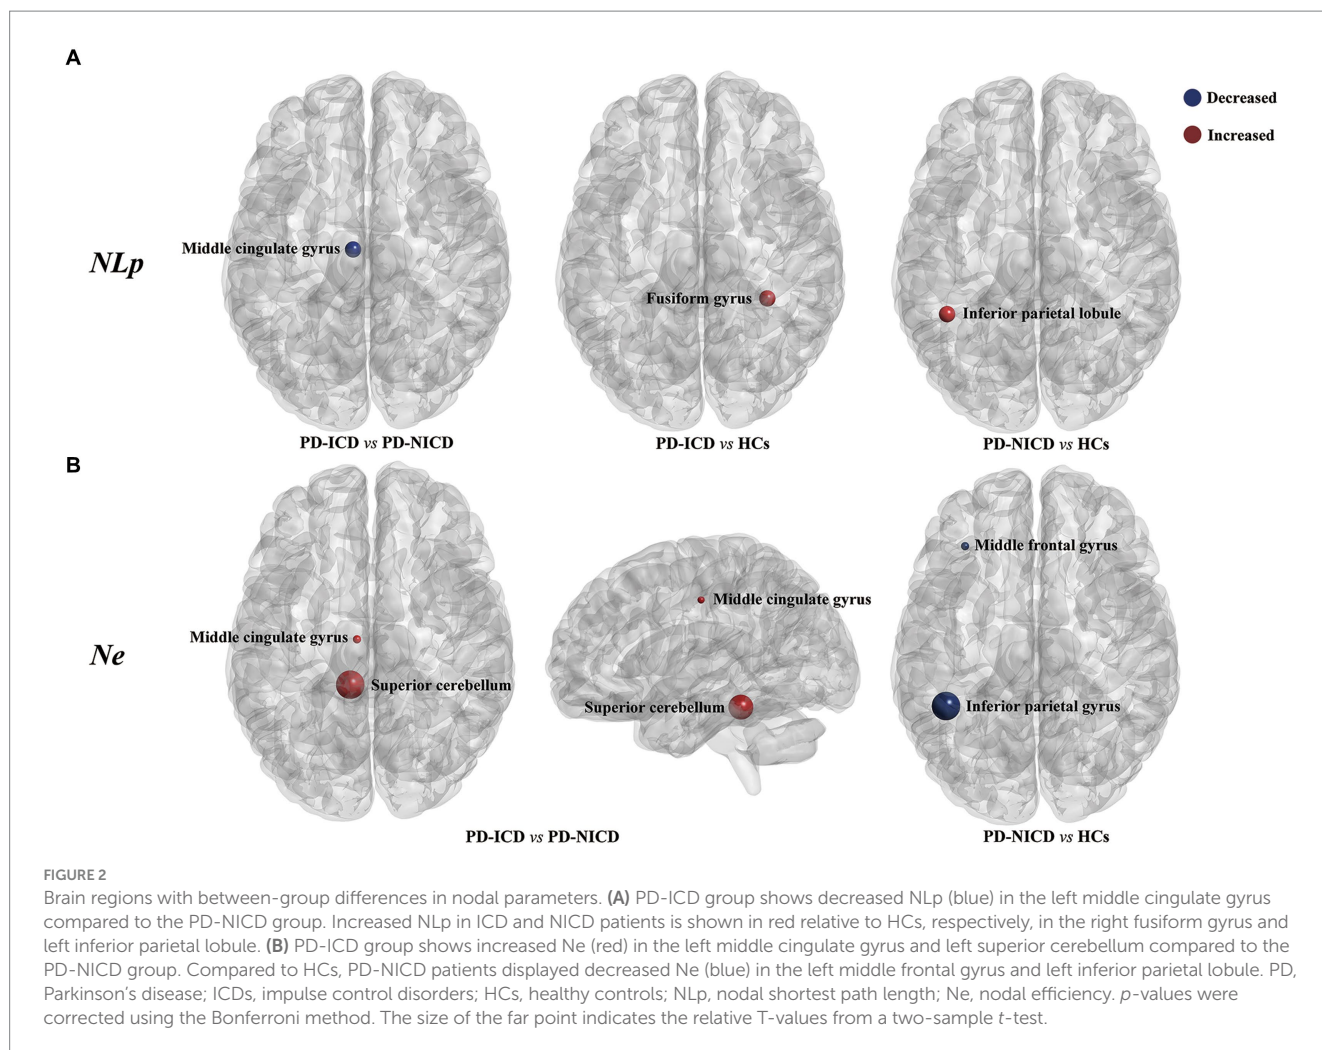 A
Decreased
Increased
Middle cingulate gyrus
NLp
Fusiform gyrus
Inferior parietal lobule
PD-ICD vs PD-NICD
PD-ICD vs HCs
PD-NICD vs HCs
B
Middle frontal gyrus
Middle cingulate gyrus
Middle cingulate gyrus
Ne
Superior cerebellum
Superior cerebellum
Inferior parietal gyrus
PD-ICD vs PD-NICD
PD-NICD vs HCs
FIGURE 2
Brain regions with between-group differences in nodal parameters. (A) PD-ICD group shows decreased NLp (blue) in the left middle cingulate gyrus
compared to the PD-NICD group. Increased NLp in ICD and NICD patients is shown in red relative to HCs, respectively, in the right fusiform gyrus and
left inferior parietal lobule. (B) PD-ICD group shows increased Ne (red) in the left middle cingulate gyrus and left superior cerebellum compared to the
PD-NICD group. Compared to HCs, PD-NICD patients displayed decreased Ne (blue) in the left middle frontal gyrus and left inferior parietal lobule. PD,
Parkinson's disease; ICDs, impulse control disorders; HCs, healthy controls; NLp, nodal shortest path length; Ne, nodal efficiency. p-values were
corrected using the Bonferroni method. The size of the far point indicates the relative T-values from a two-sample t-test.